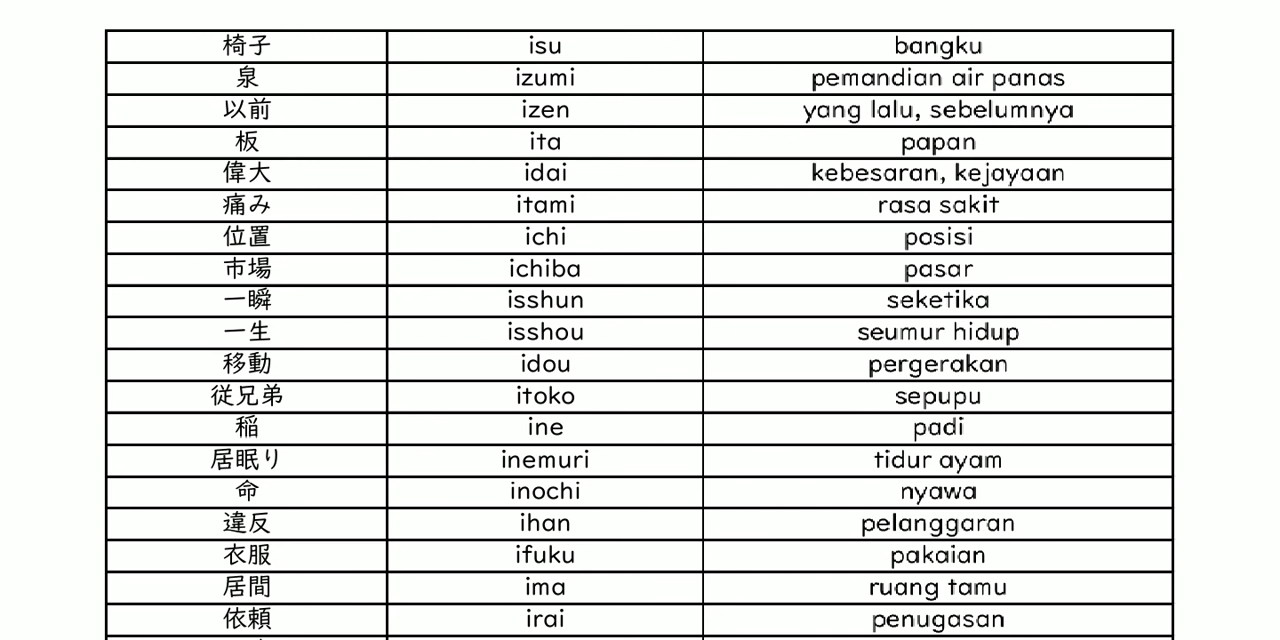 椅子 isu bangku
泉 izumi pemandian air panas
以前 izen yang lalu, sebelumnya
板 ita papan
偉大 idai kebesaran, kejayaan
痛み itami rasa sakit
位置 ichi posisi
市場 ichiba pasar
一瞬 isshun seketika
一生 isshou seumur hidup
移動 idou pergerakan
従兄弟 itoko sepupu
稲 ine padi
居眠り inemuri tidur ayam
命 inochi nyawa
違反 ihan pelanggaran
衣服 ifuku pakaian
居間 ima ruang tamu
依頼 irai penugasan